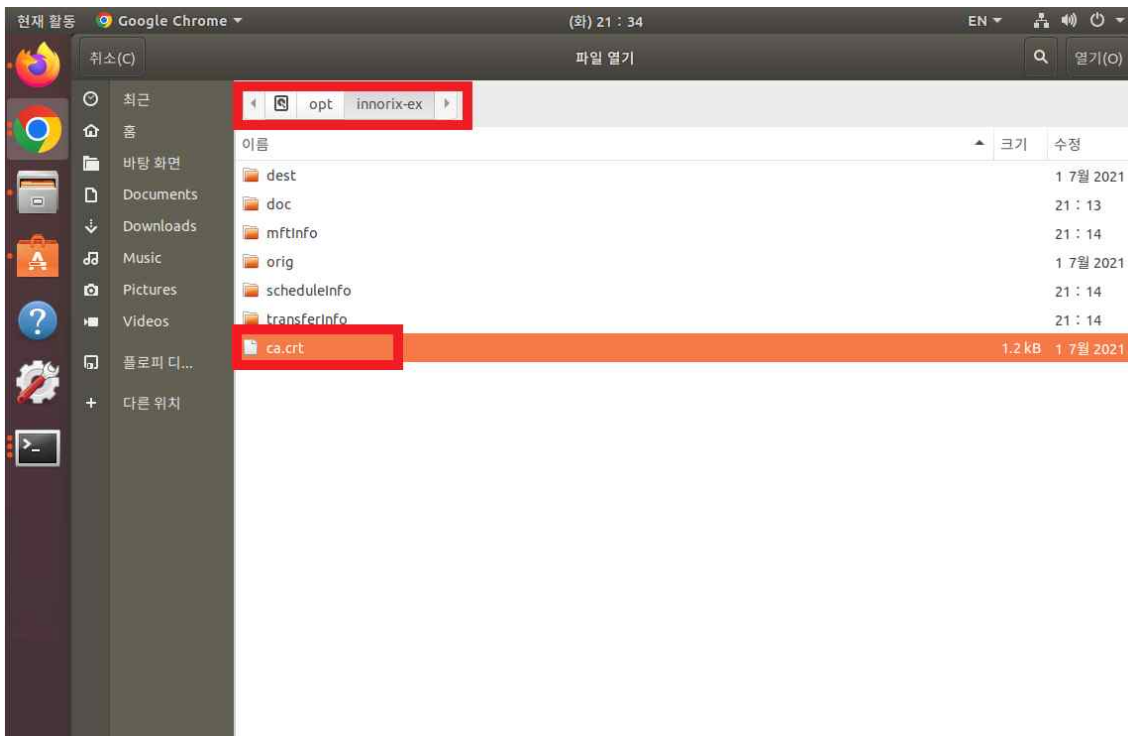 현재 활동 Google Chrome (화) 21 : 34 EN
취소(C) 파일 열기 열기(O)
최근
홈
바탕 화면
Documents
Downloads
Music
Pictures
Videos
플로피 디...
다른 위치
opt innorix-ex
이름 크기 수정
dest 1 7월 2021
doc 21 : 13
mftInfo 21 : 14
orig 1 7월 2021
scheduleInfo 21 : 14
transferInfo 21 : 14
ca.crt 1.2 kB 1 7월 2021